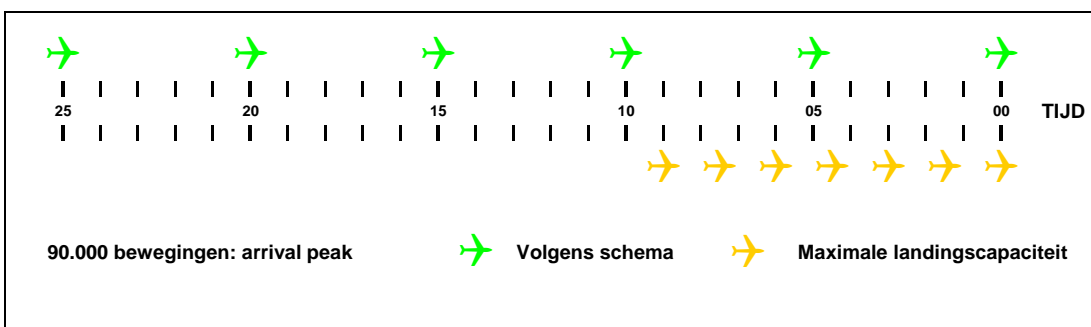 25 20 15 10 05 00 TIJD
90.000 bewegingen: arrival peak Volgens schema Maximale landingscapaciteit